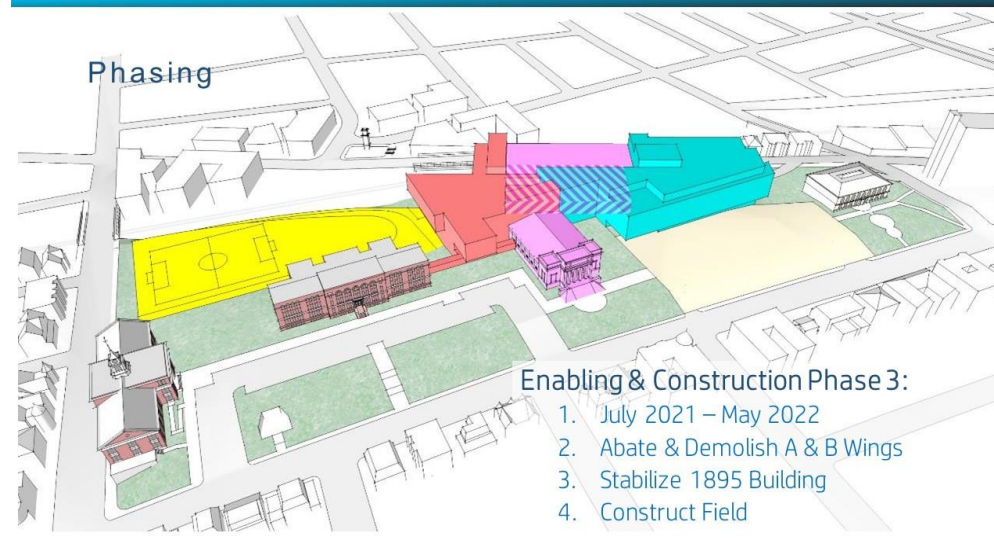 Phasing
Enabling & Construction Phase 3:
1. July 2021 – May 2022
2. Abate & Demolish A & B Wings
3. Stabilize 1895 Building
4. Construct Field